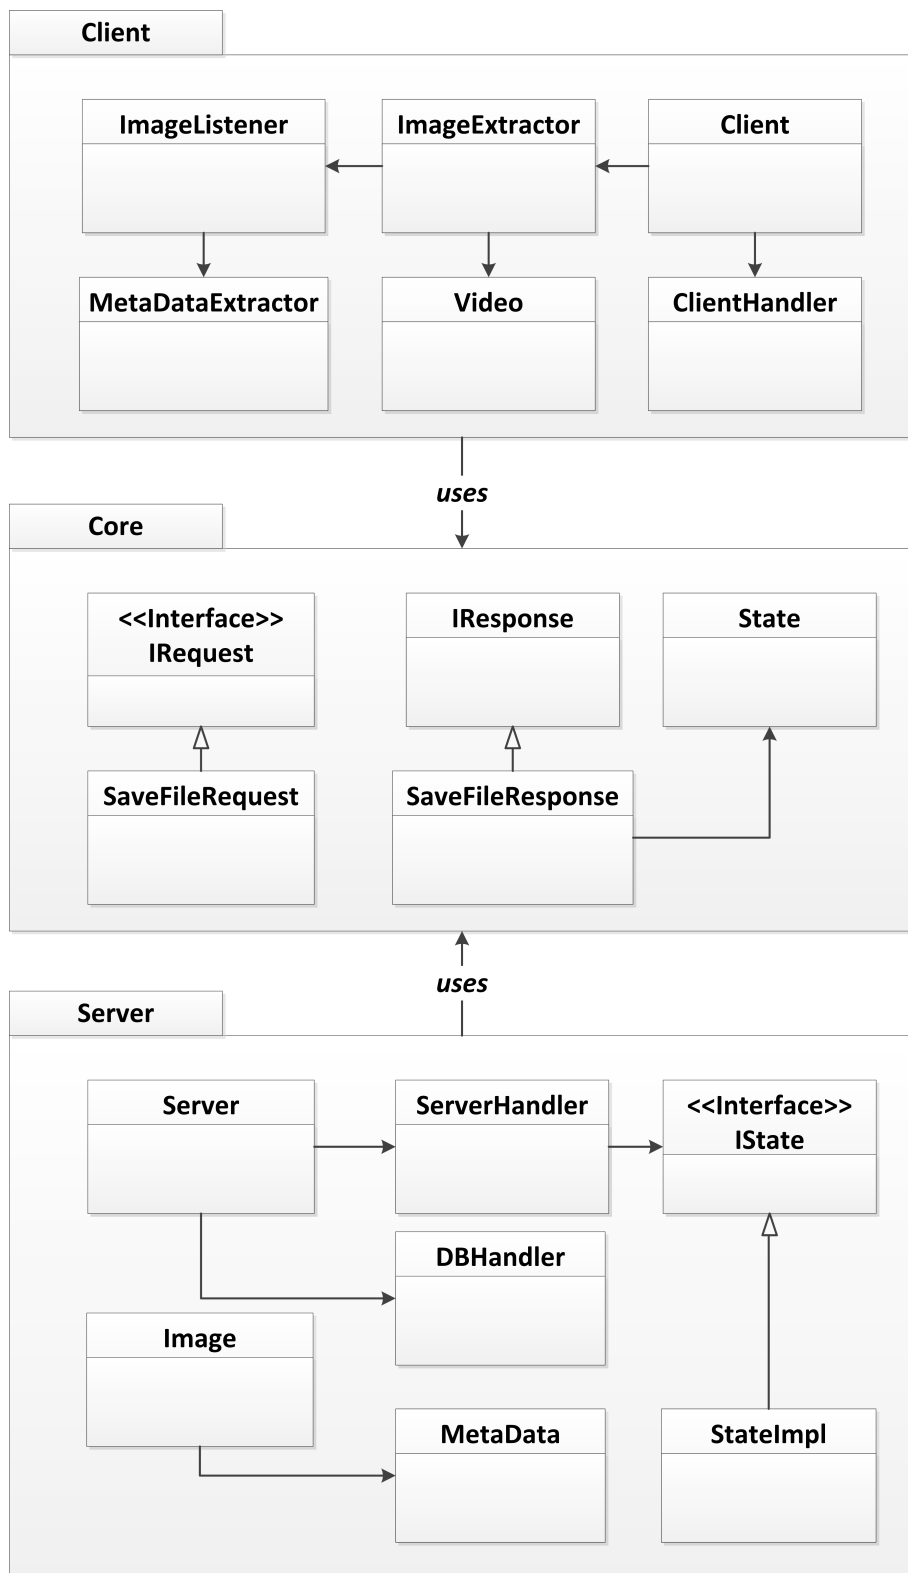 Client
ImageListener
ImageExtractor
Client
MetaDataExtractor
Video
ClientHandler
uses
Core
<<Interface>>
IRequest
IResponse
State
SaveFileRequest
SaveFileResponse
uses
Server
Server
ServerHandler
<<Interface>>
IState
DBHandler
Image
MetaData
StateImpl